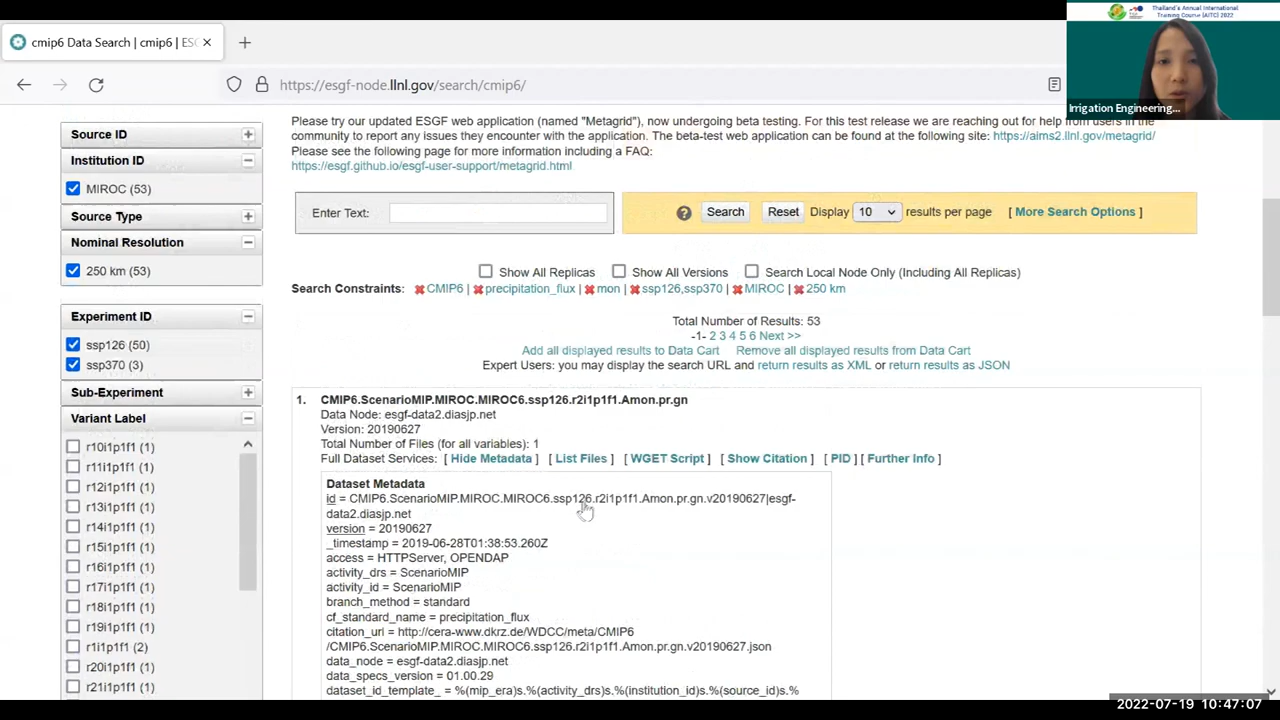 Thailand's Annual International
Training Course (AITC) 2022
Irrigation Engineering...
cmip6 Data Search | cmip6 | ES
https://esgf-node.llnl.gov/search/cmip6/
Source ID
Institution ID
MIROC (53)
Source Type
Nominal Resolution
250 km (53)
Experiment ID
ssp126 (50)
ssp370 (3)
Sub-Experiment
Variant Label
r10i1p1f1 (1)
r11i1p1f1 (1)
r12i1p1f1 (1)
r13i1p1f1 (1)
r14i1p1f1 (1)
r15i1p1f1 (1)
r16i1p1f1 (1)
r17i1p1f1 (1)
r18i1p1f1 (1)
r19i1p1f1 (1)
r1i1p1f1 (2)
r20i1p1f1 (1)
r21i1p1f1 (1)
Please try our updated ESGF search application (named "Metagrid"), now undergoing beta testing. For this test release we are reaching out for help from users in the
community to report any issues they encounter with the application. The beta-test web application can be found at the following site: https://aims2.llnl.gov/metagrid/
Please see the following page for more information including a FAQ:
https://esgf.github.io/esgf-user-support/metagrid.html
Enter Text:
Search Reset Display 10 results per page [ More Search Options ]
Show All Replicas Show All Versions Search Local Node Only (Including All Replicas)
Search Constraints: CMIP6 | precipitation_flux | mon | ssp126,ssp370 | MIROC | 250 km
Total Number of Results: 53
-1- 2 3 4 5 6 Next >>
Add all displayed results to Data Cart Remove all displayed results from Data Cart
Expert Users: you may display the search URL and return results as XML or return results as JSON
1. CMIP6.ScenarioMIP.MIROC.MIROC6.ssp126.r2i1p1f1.Amon.pr.gn
Data Node: esgf-data2.diasjp.net
Version: 20190627
Total Number of Files (for all variables): 1
Full Dataset Services: [ Hide Metadata ] [ List Files ] [ WGET Script ] [ Show Citation ] [ PID ] [ Further Info ]
Dataset Metadata
id = CMIP6.ScenarioMIP.MIROC.MIROC6.ssp126.r2i1p1f1.Amon.pr.gn.v20190627|esgf-
data2.diasjp.net
version = 20190627
_timestamp = 2019-06-28T01:38:53.260Z
access = HTTPServer, OPENDAP
activity_drs = ScenarioMIP
activity_id = ScenarioMIP
branch_method = standard
cf_standard_name = precipitation_flux
citation_url = http://cera-www.dkrz.de/WDCC/meta/CMIP6
/CMIP6.ScenarioMIP.MIROC.MIROC6.ssp126.r2i1p1f1.Amon.pr.gn.v20190627.json
data_node = esgf-data2.diasjp.net
data_specs_version = 01.00.29
dataset_id_template_ = %(mip_era)s.%(activity_drs)s.%(institution_id)s.%(source_id)s.%
2022-07-19 10:47:07